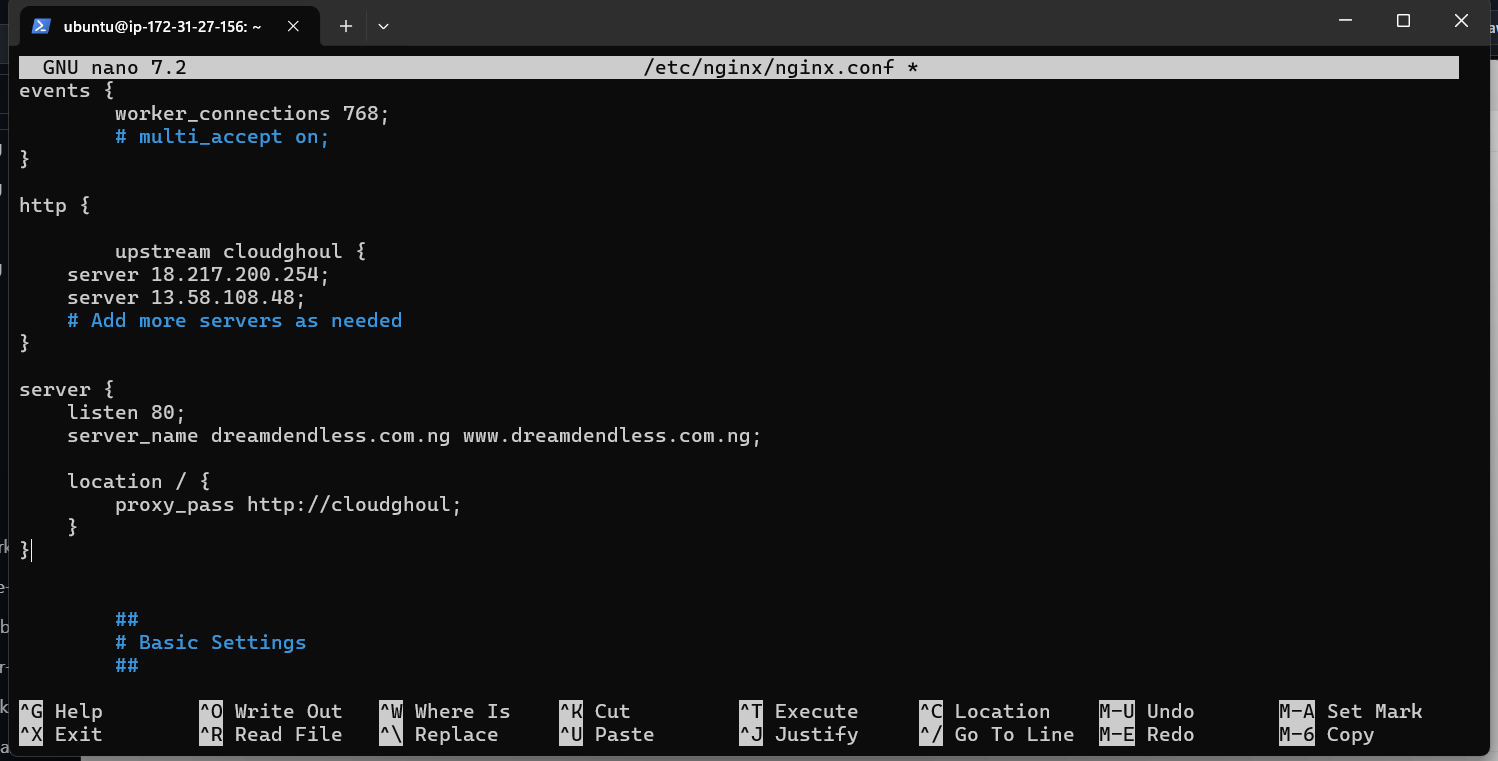 ubuntu@ip-172-31-27-156: ~
GNU nano 7.2 /etc/nginx/nginx.conf *
events {
worker_connections 768;
# multi_accept on;
}
http {
upstream cloudghoul {
server 18.217.200.254;
server 13.58.108.48;
# Add more servers as needed
}
server {
listen 80;
server_name dreamdendless.com.ng www.dreamdendless.com.ng;
location / {
proxy_pass http://cloudghoul;
}
}
##
# Basic Settings
##
^G Help ^O Write Out ^W Where Is ^K Cut ^T Execute ^C Location M-U Undo M-A Set Mark
^X Exit ^R Read File ^\ Replace ^U Paste ^J Justify ^/ Go To Line M-E Redo M-6 Copy